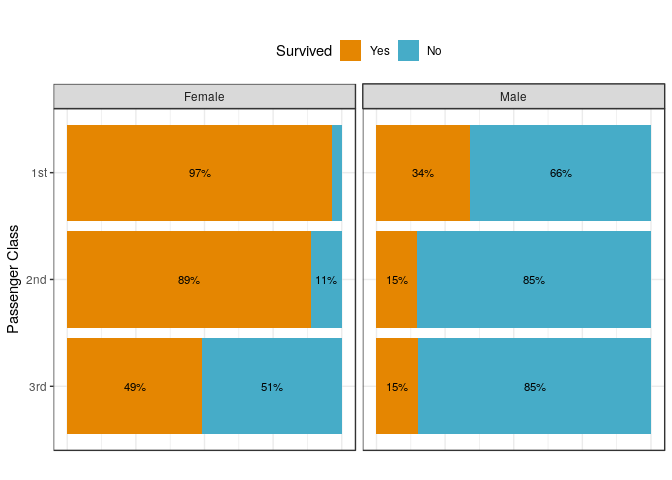 Survived Yes No
Female Male
1st 97% 34% 66%
Passenger Class
2nd 89% 11% 15% 85%
3rd 49% 51% 15% 85%